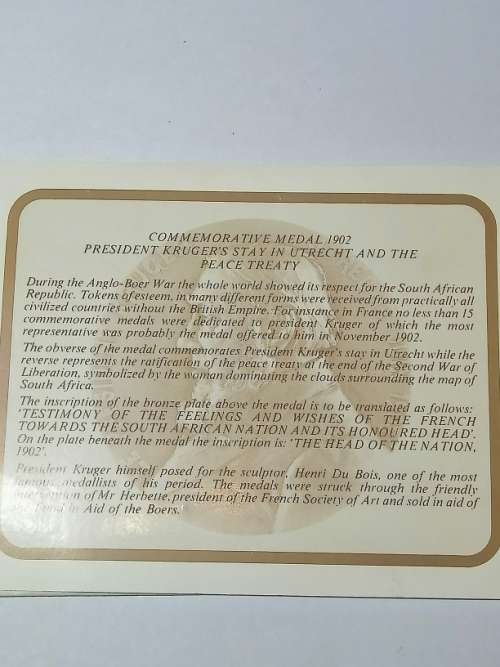 COMMEMORATIVE MEDAL 1902
PRESIDENT KRUGER'S STAY IN UTRECHT AND THE
PEACE TREATY
During the Anglo-Boer War the whole world showed its respect for the South African
Republic. Tokens of esteem, in many different forms were received from practically all
civilized countries without the British Empire. For instance in France no less than 15
commemorative medals were dedicated to president Kruger of which the most
representative was probably the medal offered to him in November 1902.
The obverse of the medal commemorates President Kruger's stay in Utrecht while the
reverse represents the ratification of the peace treaty at the end of the Second War of
Liberation, symbolized by the woman dominating the clouds surrounding the map of
South Africa.
The inscription of the bronze plate above the medal is to be translated as follows:
'TESTIMONY OF THE FEELINGS AND WISHES OF THE FRENCH
TOWARDS THE SOUTH AFRICAN NATION AND ITS HONOURED HEAD'.
On the plate beneath the medal the inscription is: 'THE HEAD OF THE NATION,
1902'.
President Kruger himself posed for the sculptor, Henri Du Bois, one of the most
famous medallists of his period. The medals were struck through the friendly
intervention of Mr Herbette, president of the French Society of Art and sold in aid of
the Fund in Aid of the Boers.